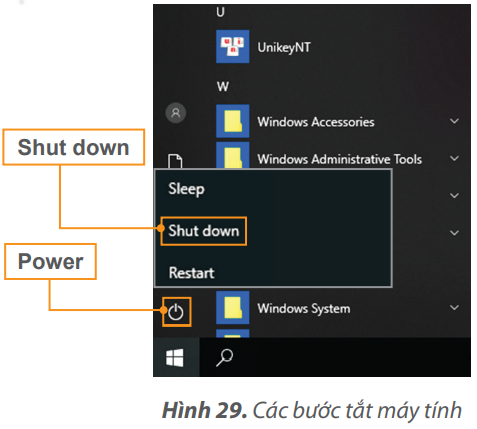 U
UnikeyNT
W
Windows Accessories
Shut down
Windows Administrative Tools
Sleep
Shut down
Power
Restart
Windows System
Hình 29. Các bước tắt máy tính